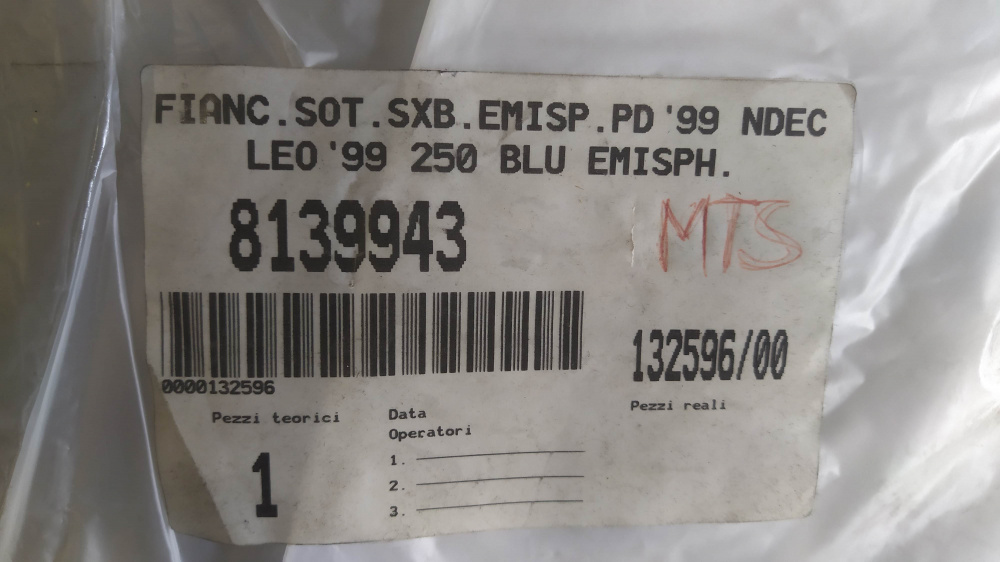 FIANC.SOT.SXB.EMISP.PD '99 NDEC
LEO '99 250 BLU EMISPH.
8139943
MTS
0000132596
132596/00
Pezzi teorici
Data
Pezzi reali
Operatori
1
1.
2.
3.